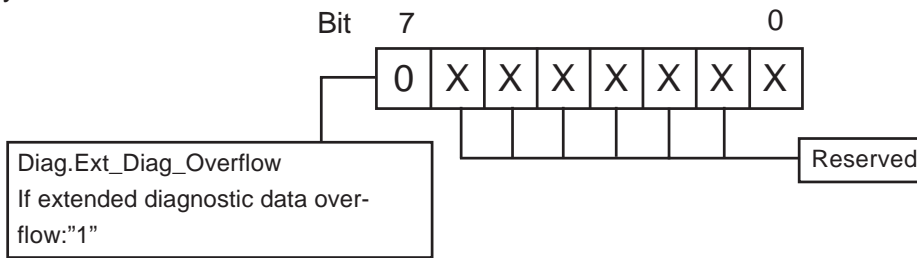 Bit 7 0
0 X X X X X X X
Diag.Ext_Diag_Overflow
If extended diagnostic data over-
flow:”1”
Reserved